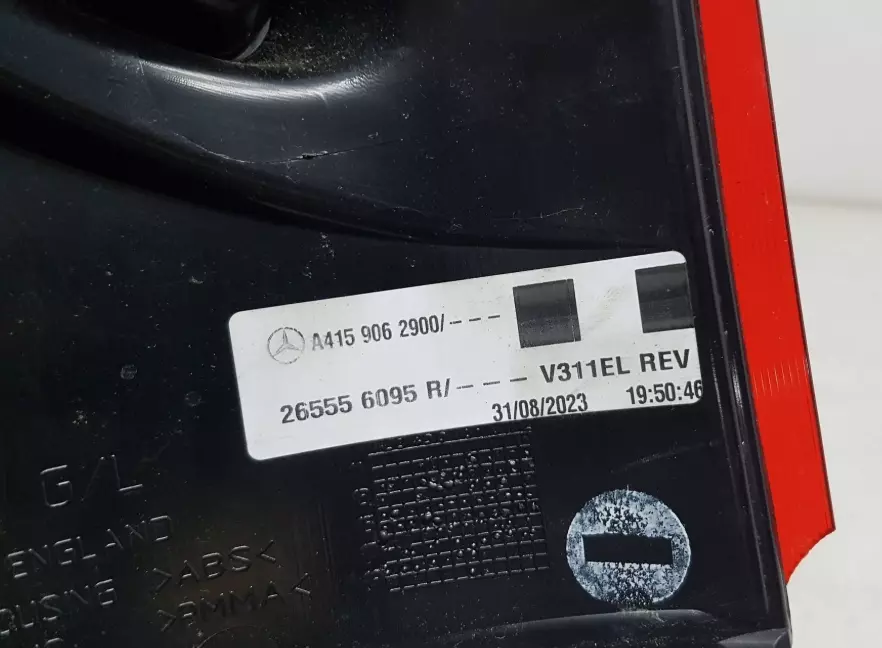 A415 906 2900/---
26555 6095 R/---- V311EL REV
31/08/2023 19:50:46
G/L
ENGLAND
>ABS<
>PMMA<